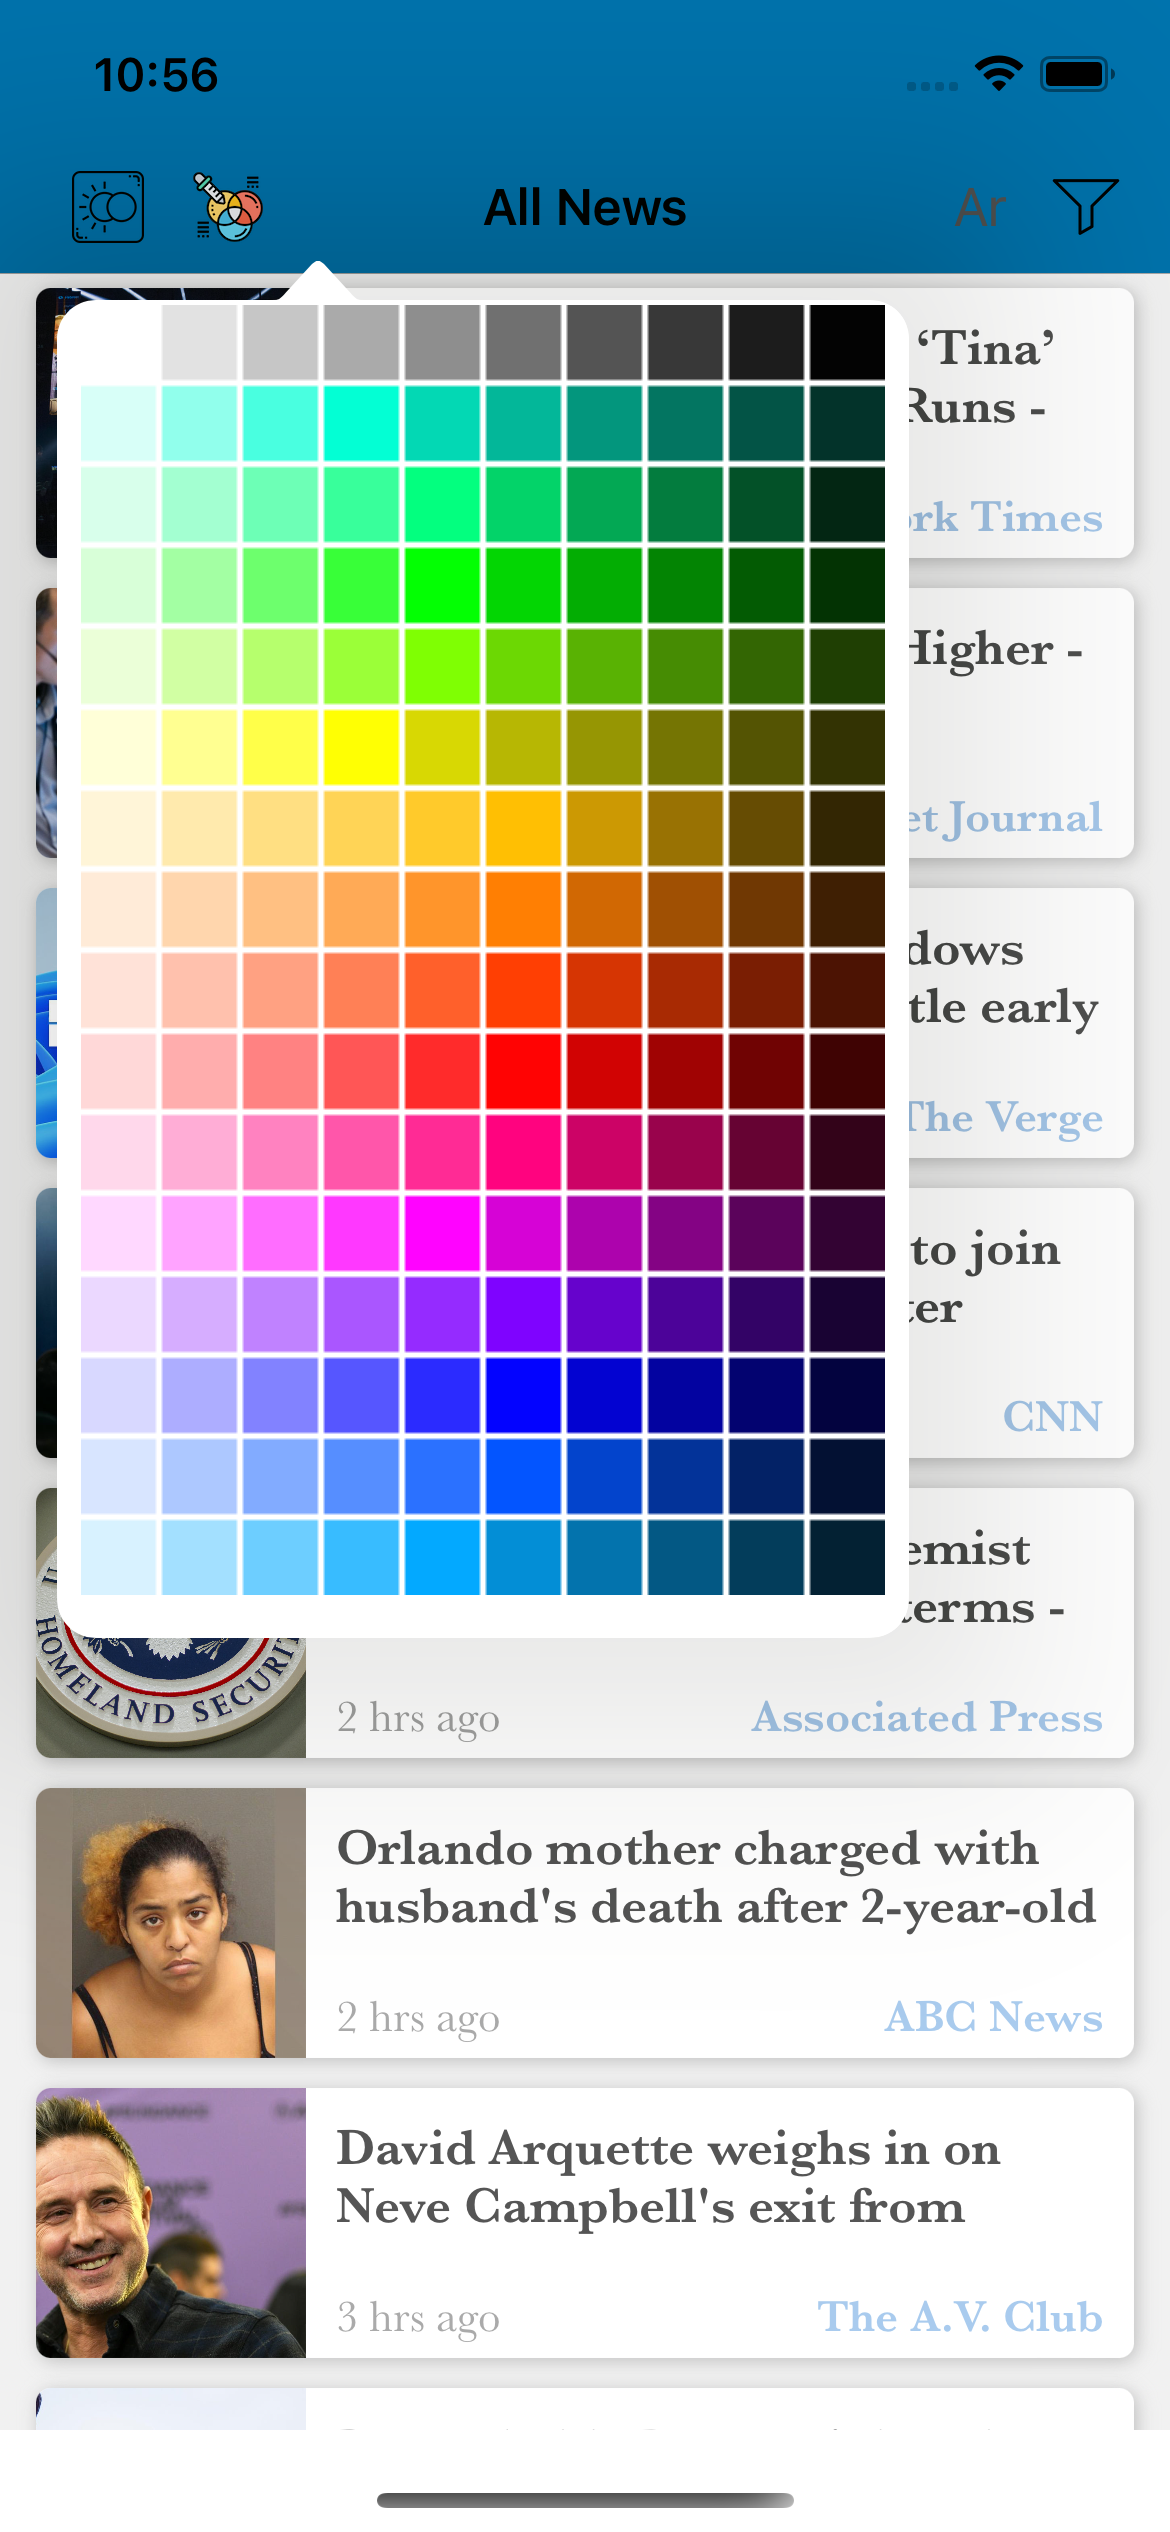 10:56
All News
Ar
‘Tina’
Runs -
rk Times
Higher -
et Journal
dows
tle early
The Verge
to join
ter
CNN
emist
terms -
HOMELAND SECURI
2 hrs ago
Associated Press
Orlando mother charged with
husband's death after 2-year-old
2 hrs ago
ABC News
David Arquette weighs in on
Neve Campbell's exit from
3 hrs ago
The A.V. Club